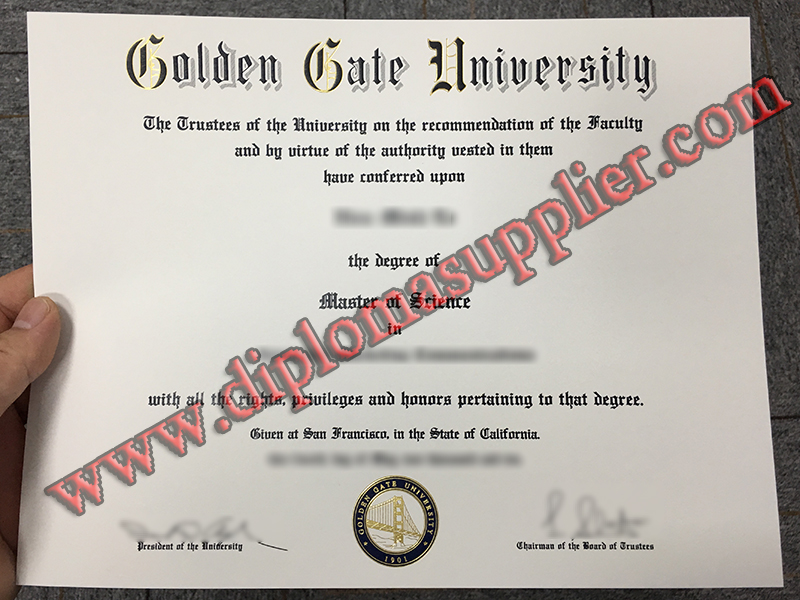 Golden Gate University
The Trustees of the University on the recommendation of the Faculty
and by virtue of the authority vested in them
have conferred upon
the degree of
Master of Science
in
with all the rights, privileges and honors pertaining to that degree.
Given at San Francisco, in the State of California.
GOLDEN GATE UNIVERSITY
1901
President of the University
Chairman of the Board of Trustees
www.diplomasupplier.com